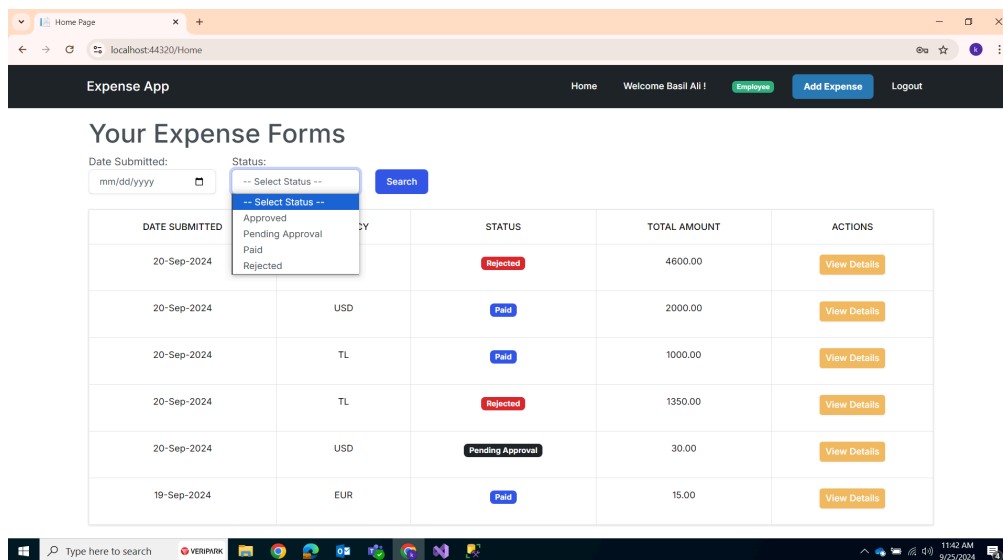 Home Page
localhost:44320/Home
k
Expense App
Home
Welcome Basil Ali !
Employee
Add Expense
Logout
Your Expense Forms
Date Submitted:
Status:
mm/dd/yyyy
-- Select Status --
Search
-- Select Status --
Approved
Pending Approval
Paid
Rejected
DATE SUBMITTED
CY
STATUS
TOTAL AMOUNT
ACTIONS
20-Sep-2024 Rejected 4600.00 View Details
20-Sep-2024 USD Paid 2000.00 View Details
20-Sep-2024 TL Paid 1000.00 View Details
20-Sep-2024 TL Rejected 1350.00 View Details
20-Sep-2024 USD Pending Approval 30.00 View Details
19-Sep-2024 EUR Paid 15.00 View Details
Type here to search
VERIPARK
11:42 AM
9/25/2024